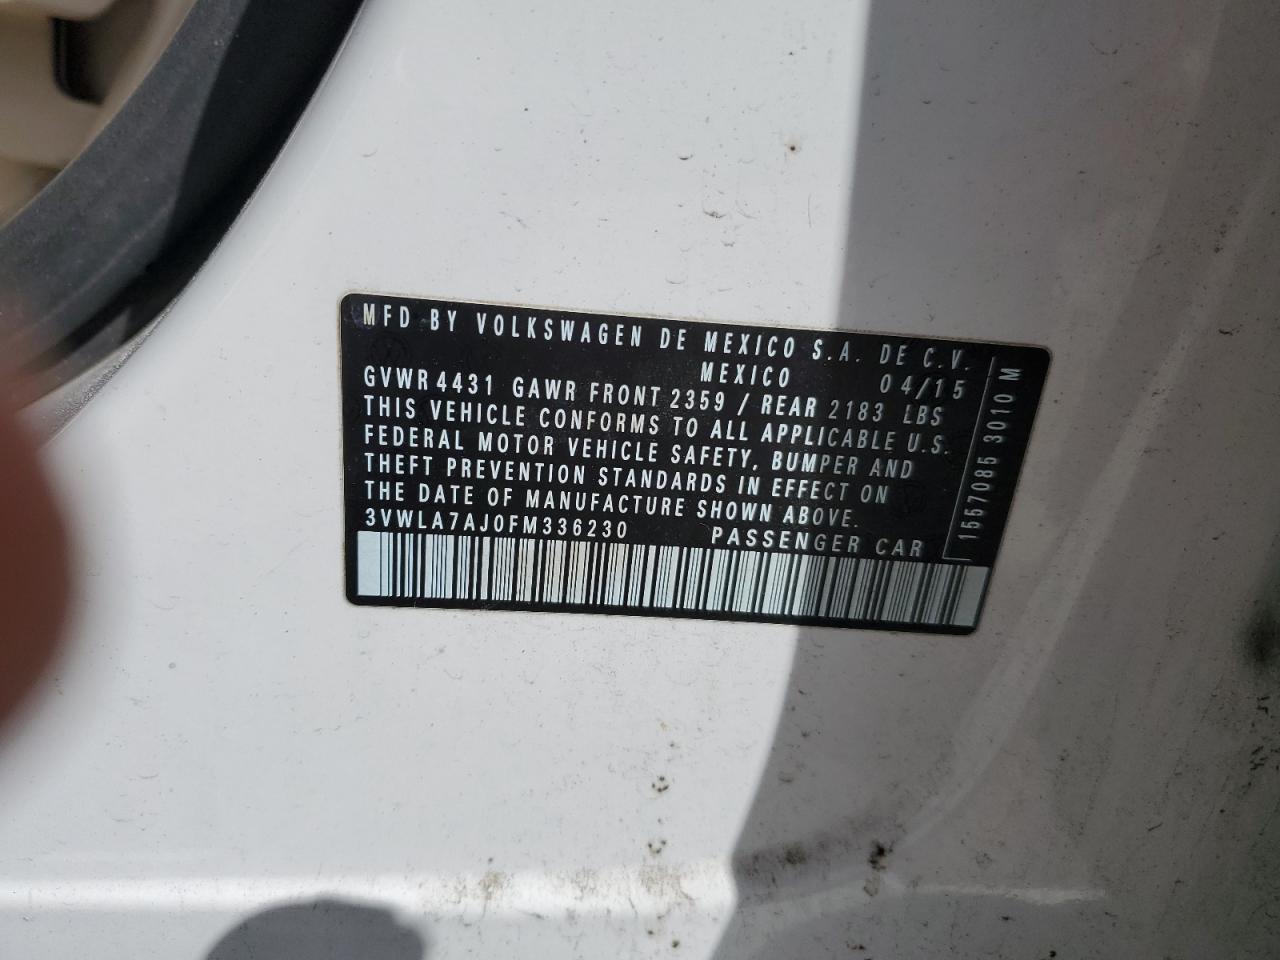 MFD BY VOLKSWAGEN DE MEXICO S.A. DE C.V.
MEXICO 04/15
GVWR 4431 GAWR FRONT 2359 / REAR 2183 LBS
THIS VEHICLE CONFORMS TO ALL APPLICABLE U.S.
FEDERAL MOTOR VEHICLE SAFETY, BUMPER AND
THEFT PREVENTION STANDARDS IN EFFECT ON
THE DATE OF MANUFACTURE SHOWN ABOVE.
3VWLA7AJ0FM336230 PASSENGER CAR
1557085 3010 M